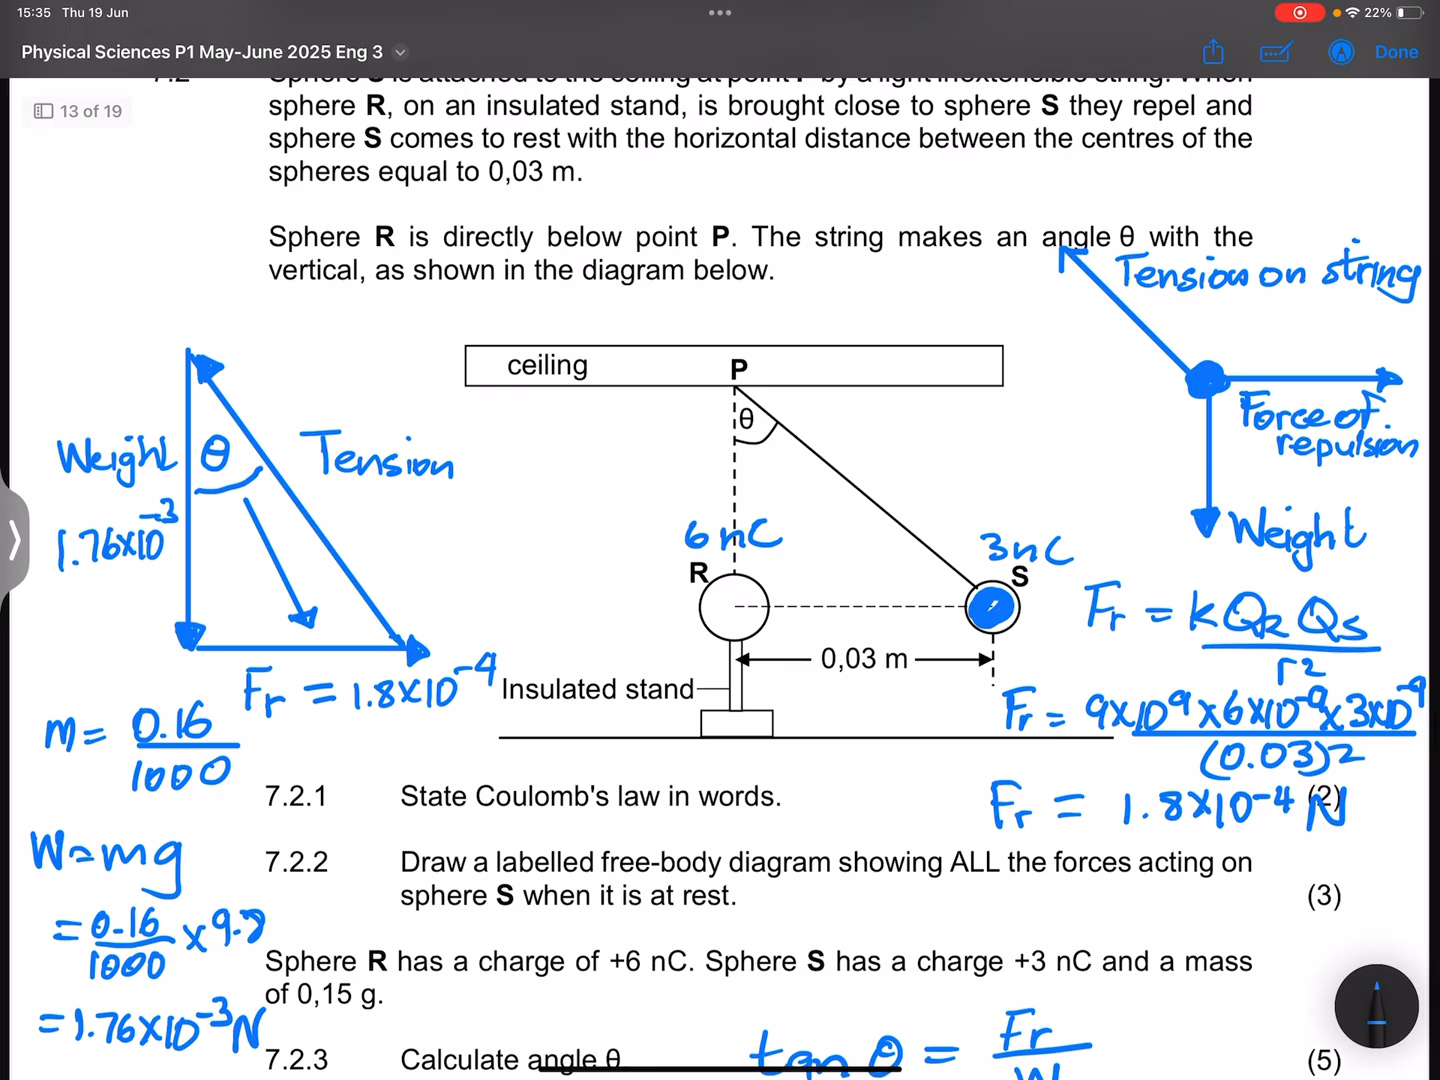 15:35 Thu 19 Jun
22%
Physical Sciences P1 May-June 2025 Eng 3
Done
13 of 19
sphere R, on an insulated stand, is brought close to sphere S they repel and
sphere S comes to rest with the horizontal distance between the centres of the
spheres equal to 0,03 m.
Sphere R is directly below point P. The string makes an angle θ with the
vertical, as shown in the diagram below.
Tension on string
ceiling
P
θ
Weight
θ
Tension
1.76x10⁻³
Force of
repulsion
Weight
6nC
3nC
R
S
Fr = kQR QS
r²
0,03 m
Fr = 1.8x10⁻⁴
Insulated stand
Fr = 9x10⁹ x 6x10⁻⁹ x 3x10⁻⁹
(0.03)²
m = 0.16
1000
7.2.1 State Coulomb's law in words. (2)
Fr = 1.8x10⁻⁴ N
W = mg
7.2.2 Draw a labelled free-body diagram showing ALL the forces acting on
sphere S when it is at rest. (3)
= 0.16 x 9.8
1000
Sphere R has a charge of +6 nC. Sphere S has a charge +3 nC and a mass
of 0,15 g.
= 1.76x10⁻³N
7.2.3 Calculate angle θ (5)
tan θ = Fr
W